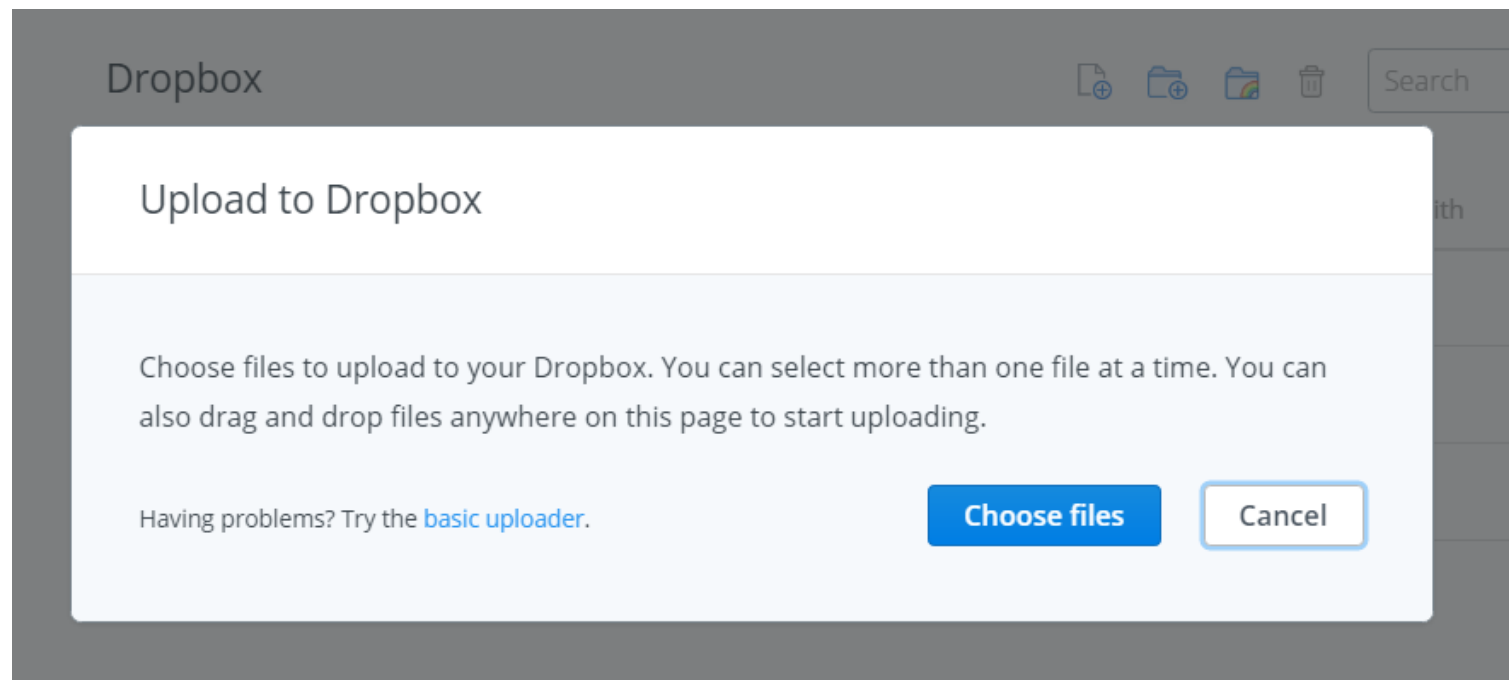 Dropbox
Search
Upload to Dropbox
ith
Choose files to upload to your Dropbox. You can select more than one file at a time. You can
also drag and drop files anywhere on this page to start uploading.
Having problems? Try the basic uploader.
Choose files
Cancel